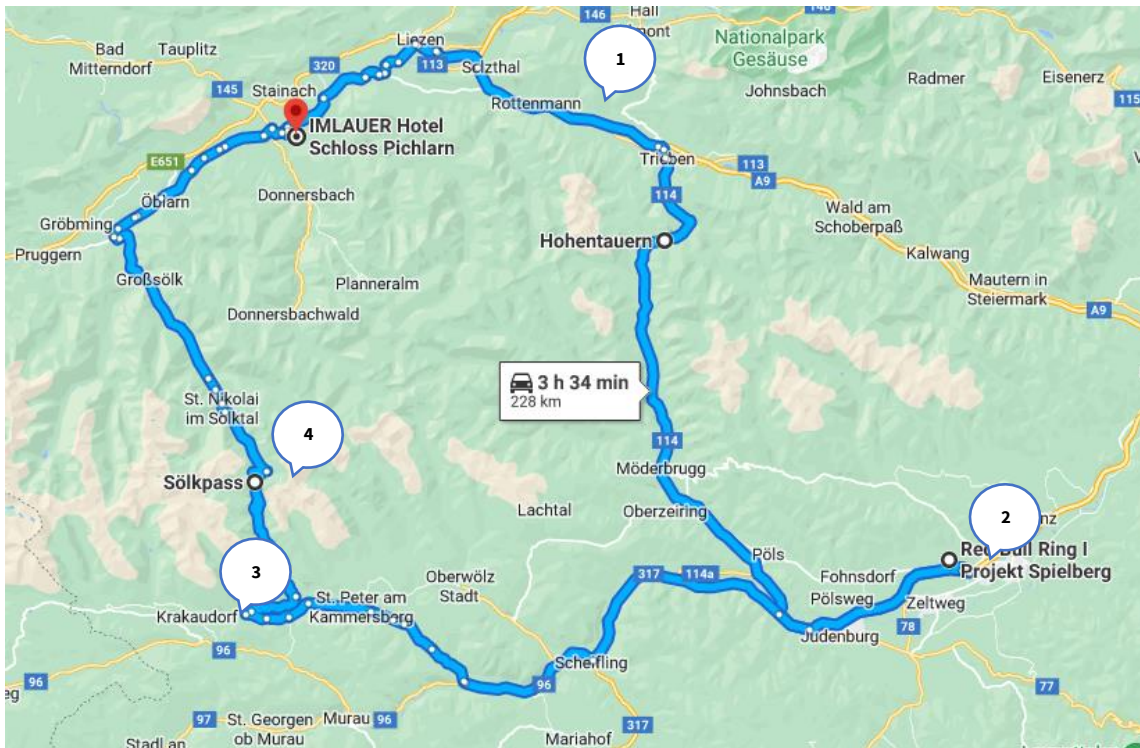 146
Hall
mont
146
Nationalpark
Gesäuse
Bad
Mitterndorf
Tauplitz
Liezen
320
113
Selzthal
1
Johnsbach
Radmer
Eisenerz
115
145
Stainach
Rottenmann
IMLAUER Hotel
Schloss Pichlarn
E651
Trieben
113
A9
Donnersbach
114
Öblarn
Wald am
Schoberpaß
Gröbming
Hohentauern
Pruggern
Kalwang
Großsölk
Planneralm
Mautern in
Steiermark
Donnersbachwald
A9
3 h 34 min
228 km
St. Nikolai
im Sölktal
4
114
Möderbrugg
Sölkpass
Lachtal
Oberzeiring
2
nz
Pöls
Red Bull Ring I
Projekt Spielberg
3
317
114a
Fohnsdorf
Oberwölz
Stadt
Pölsweg
Zeltweg
Krakaudorf
St. Peter am
Kammersberg
78
Judenburg
96
Scheifling
96
eg
96
77
97
St. Georgen
ob Murau
Murau
96
317
Stadl an
Mariahof